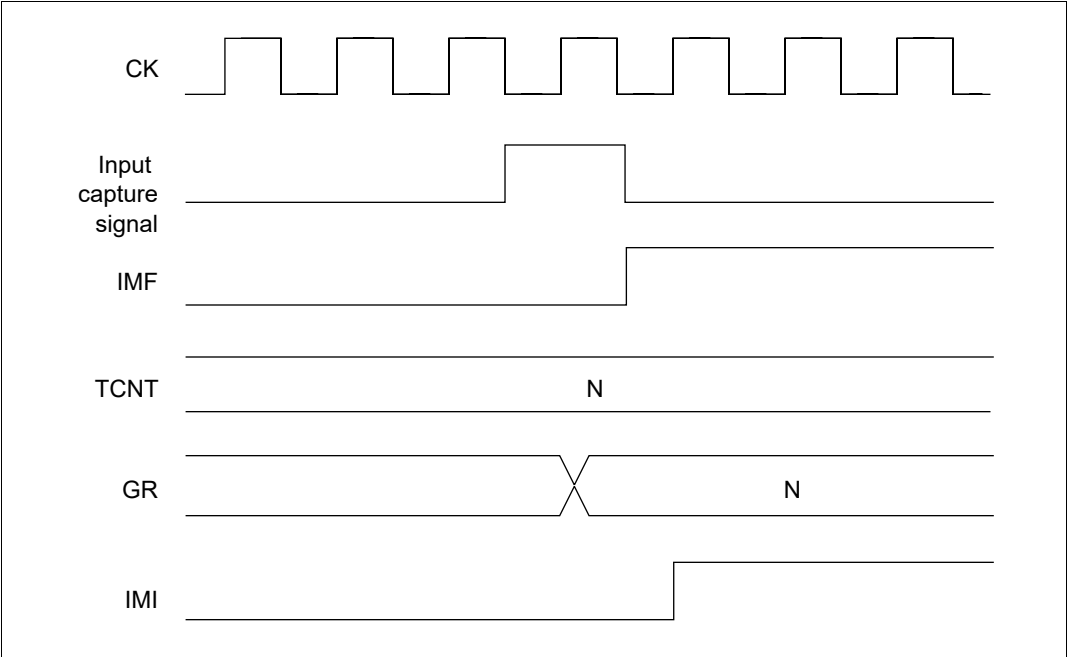 CK
Input
capture
signal
IMF
TCNT
N
GR
N
IMI